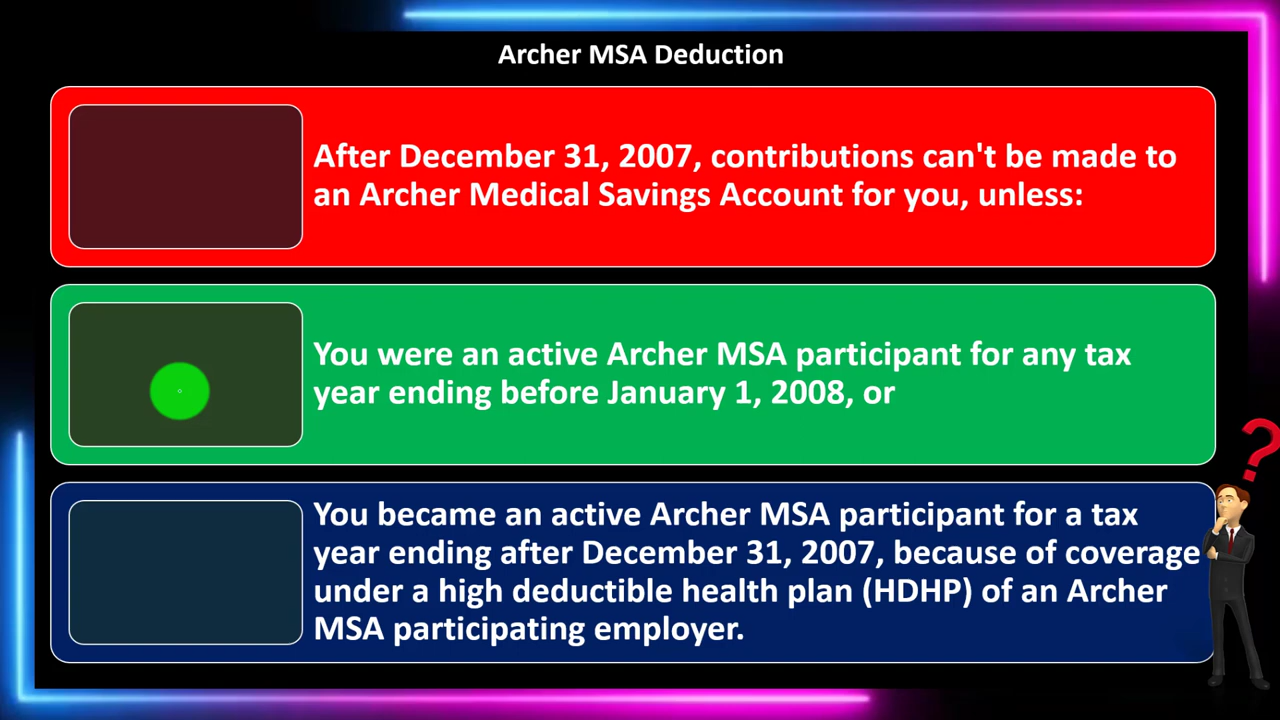 Archer MSA Deduction
After December 31, 2007, contributions can't be made to
an Archer Medical Savings Account for you, unless:
You were an active Archer MSA participant for any tax
year ending before January 1, 2008, or
You became an active Archer MSA participant for a tax
year ending after December 31, 2007, because of coverage
under a high deductible health plan (HDHP) of an Archer
MSA participating employer.
?